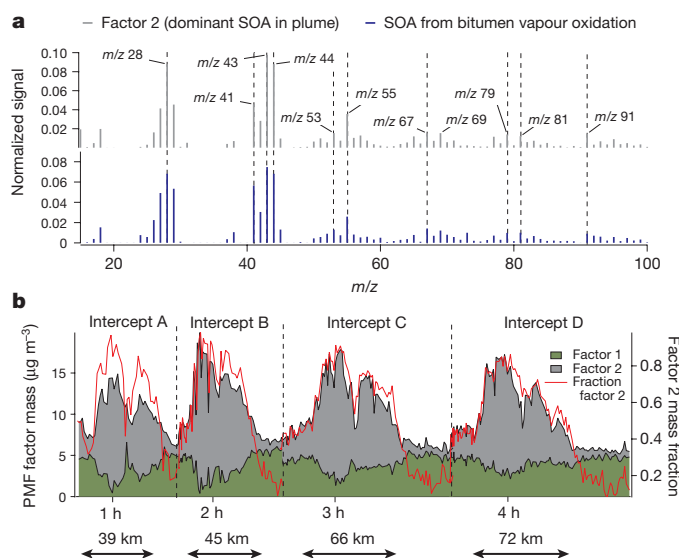 a
Factor 2 (dominant SOA in plume)
SOA from bitumen vapour oxidation
Normalized signal
0.10
0.08
0.06
0.04
0.02
0.08
0.06
0.04
0.02
0
m/z 28
m/z 41
m/z 43
m/z 44
m/z 53
m/z 55
m/z 67
m/z 69
m/z 79
m/z 81
m/z 91
20 40 60 80 100
m/z
b
Intercept A Intercept B Intercept C Intercept D
PMF factor mass (μg m⁻³)
15
10
5
0
Factor 1
Factor 2
Fraction
factor 2
0.8
0.6
0.4
0.2
Factor 2 mass fraction
1 h 2 h 3 h 4 h
39 km 45 km 66 km 72 km